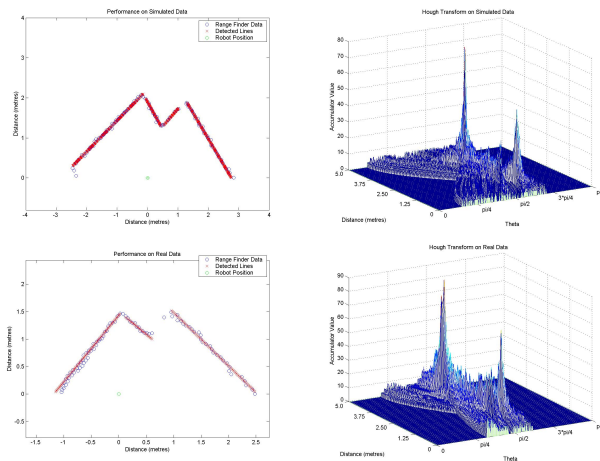 Performance on Simulated Data
Range Finder Data
Detected Lines
Robot Position
4
3
2
1
0
-1
Distance (metres)
-4
-3
-2
-1
0
1
2
3
4
Distance (metres)
Hough Transform on Simulated Data
80
70
60
50
40
30
20
10
0
Accumulator Value
5.0
3.75
2.50
1.25
0
Distance (metres)
0
pi/4
pi/2
3*pi/4
p
Theta
Performance on Real Data
Range Finder Data
Detected Lines
Robot Position
2
1.5
1
0.5
0
-0.5
Distance (metres)
-1.5
-1
-0.5
0
0.5
1
1.5
2
2.5
Distance (metres)
Hough Transform on Real Data
90
80
70
60
50
40
30
20
10
0
Accumulator Value
5.0
3.75
2.50
1.25
0
Distance (metres)
0
pi/4
pi/2
3*pi/4
p
Theta